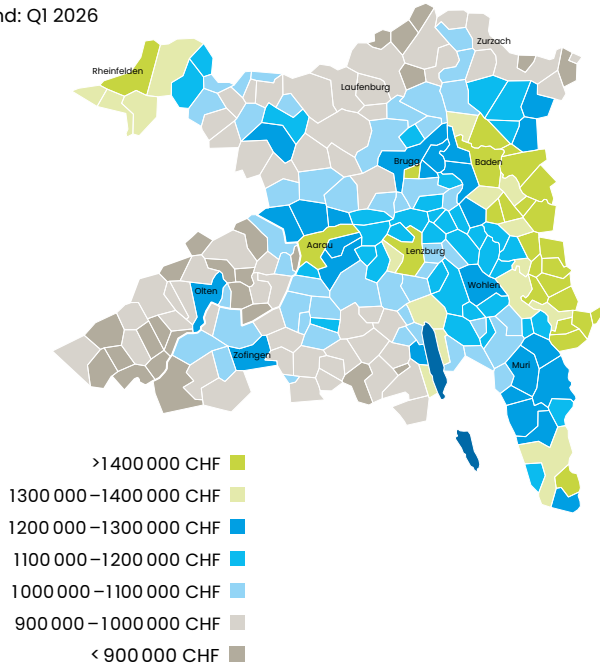 nd: Q1 2026
Zurzach
Rheinfelden
Laufenburg
Brugg
Baden
Aarau
Lenzburg
Wohlen
Olten
Zofingen
Muri
>1400 000 CHF
1300 000–1400 000 CHF
1200 000–1300 000 CHF
1100 000–1200 000 CHF
1000 000–1100 000 CHF
900 000–1000 000 CHF
< 900 000 CHF